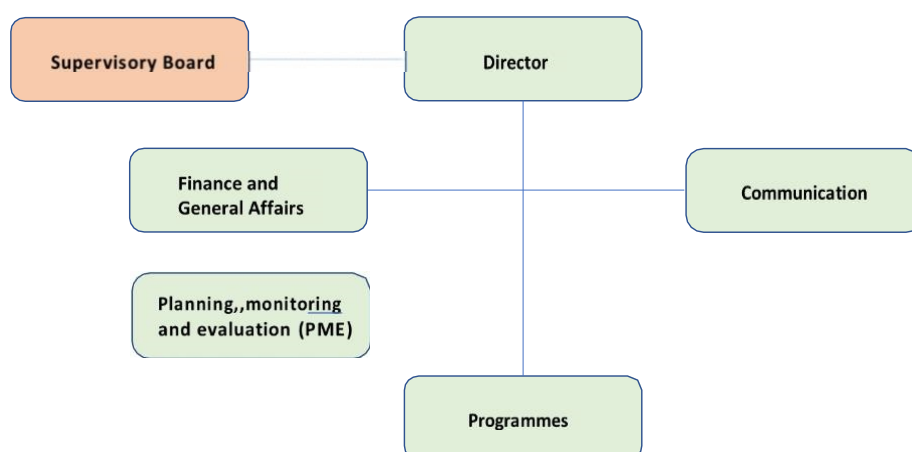 Supervisory Board
Director
Finance and
General Affairs
Communication
Planning,,monitoring
and evaluation (PME)
Programmes